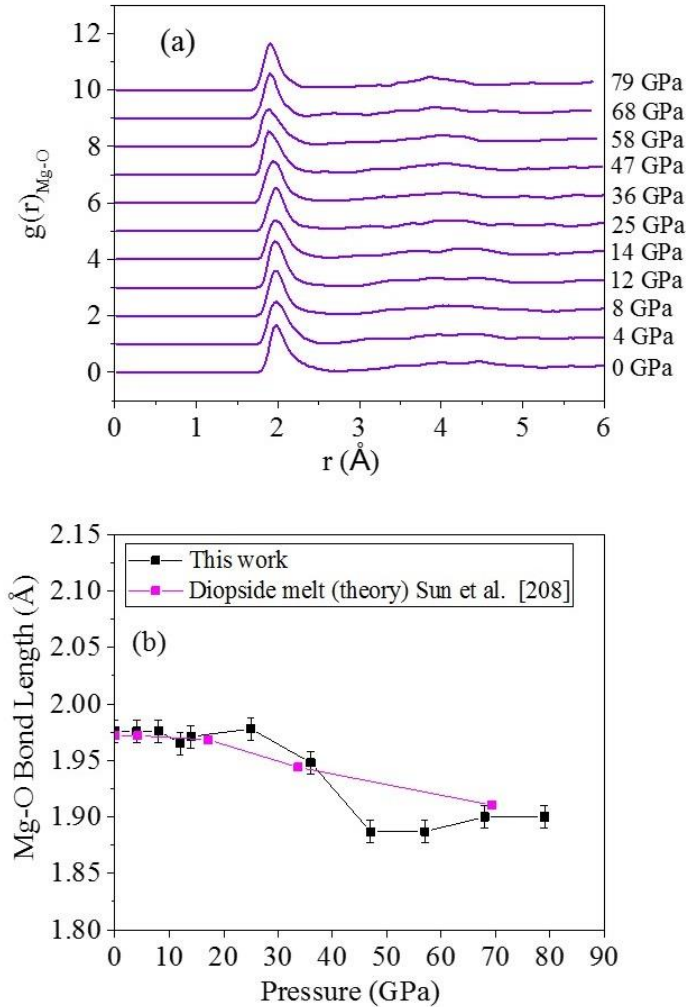 (a)
12
10
8
6
4
2
0
g(r)Mg-O
79 GPa
68 GPa
58 GPa
47 GPa
36 GPa
25 GPa
14 GPa
12 GPa
8 GPa
4 GPa
0 GPa
0 1 2 3 4 5 6
r (Å)
2.15
2.10
2.05
2.00
1.95
1.90
1.85
1.80
Mg-O Bond Length (Å)
This work
Diopside melt (theory) Sun et al. [208]
(b)
0 10 20 30 40 50 60 70 80 90
Pressure (GPa)